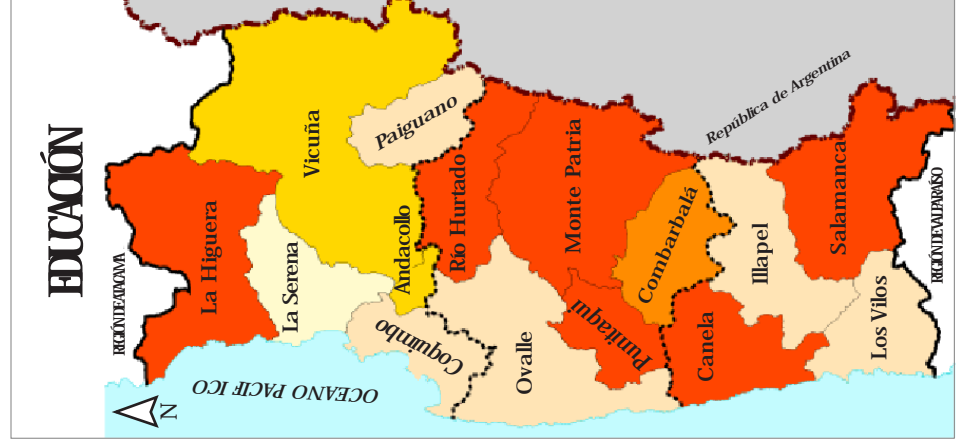 EDUCACIÓN
REGIÓN DE ATACAMA
La Higuera
Vicuña
La Serena
Paiguano
Andacollo
Coquimbo
Río Hurtado
Ovalle
Monte Patria
Punitaqui
Combarbalá
Canela
Illapel
Salamanca
Los Vilos
República de Argentina
REGIÓN DE VALPARAÍSO
OCEANO PACIFICO
N